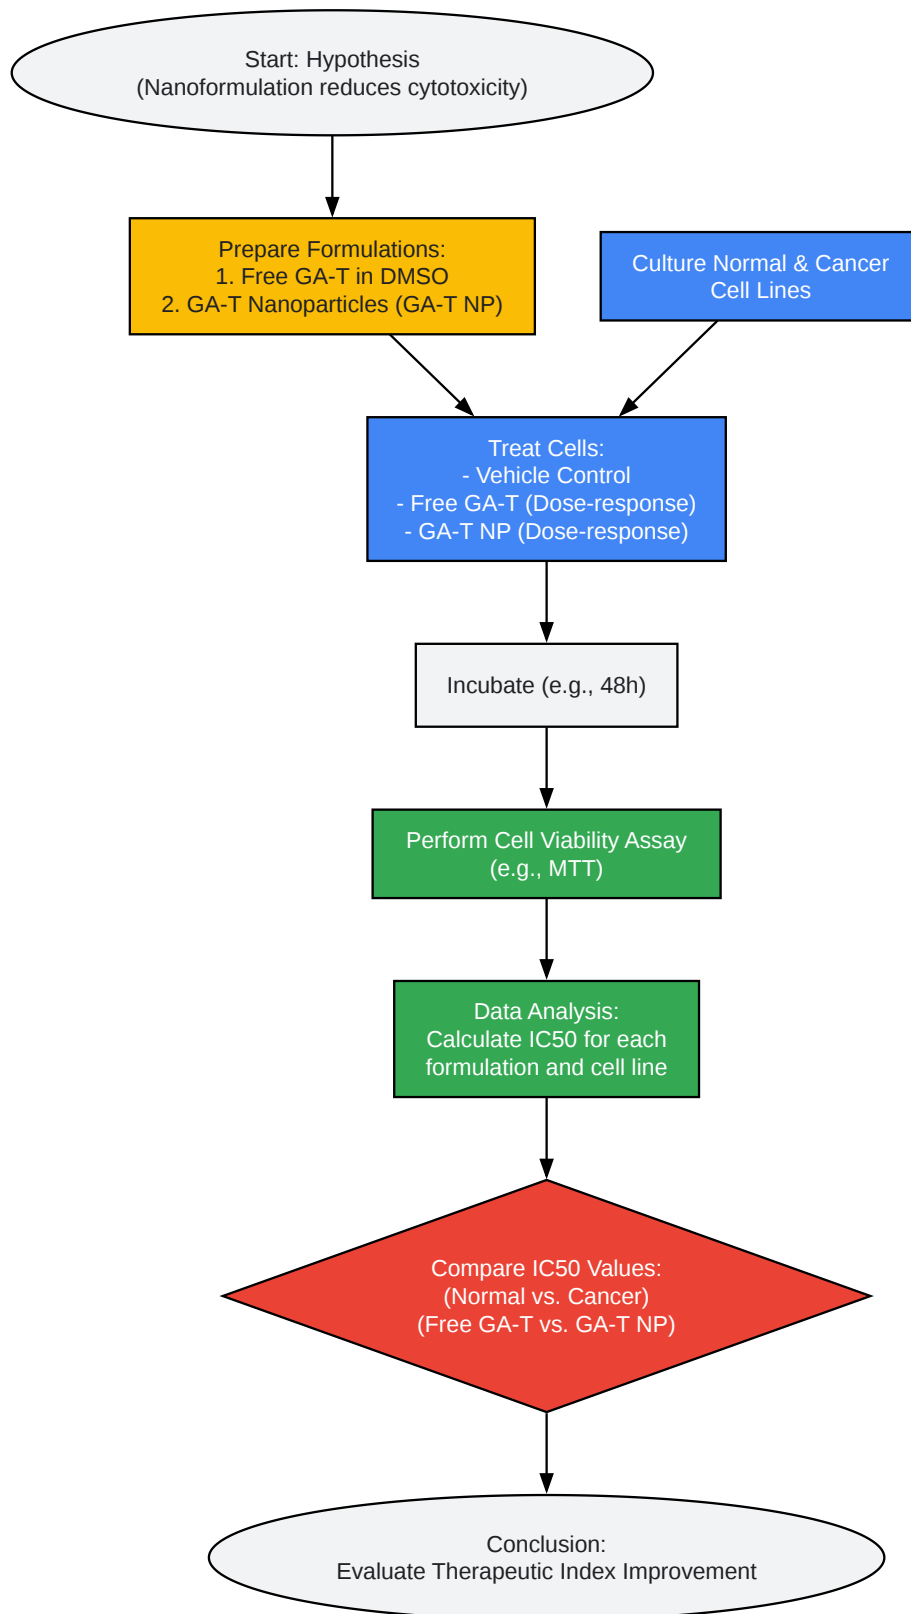 Start: Hypothesis
(Nanoformulation reduces cytotoxicity)
Prepare Formulations:
1. Free GA-T in DMSO
2. GA-T Nanoparticles (GA-T NP)
Culture Normal & Cancer
Cell Lines
Treat Cells:
- Vehicle Control
- Free GA-T (Dose-response)
- GA-T NP (Dose-response)
Incubate (e.g., 48h)
Perform Cell Viability Assay
(e.g., MTT)
Data Analysis:
Calculate IC50 for each
formulation and cell line
Compare IC50 Values:
(Normal vs. Cancer)
(Free GA-T vs. GA-T NP)
Conclusion:
Evaluate Therapeutic Index Improvement